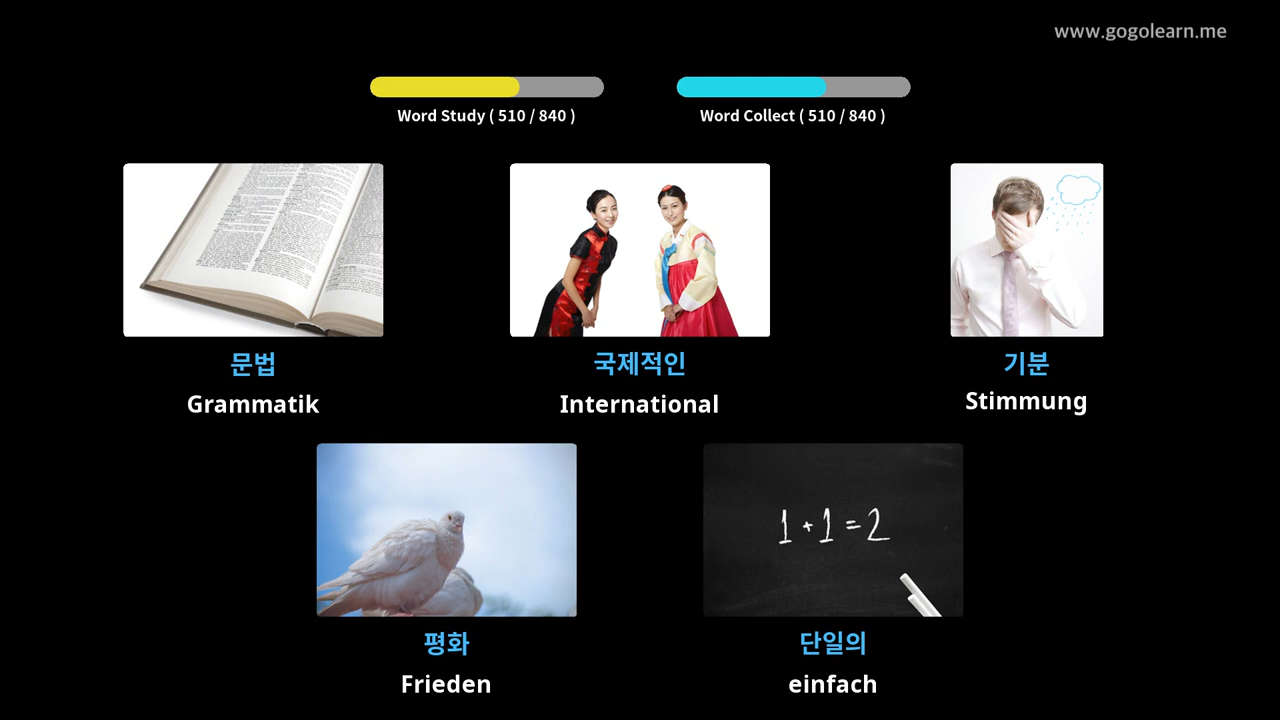 www.gogolearn.me
Word Study ( 510 / 840 )
Word Collect ( 510 / 840 )
문법
Grammatik
국제적인
International
기분
Stimmung
평화
Frieden
1 + 1 = 2
단일의
einfach